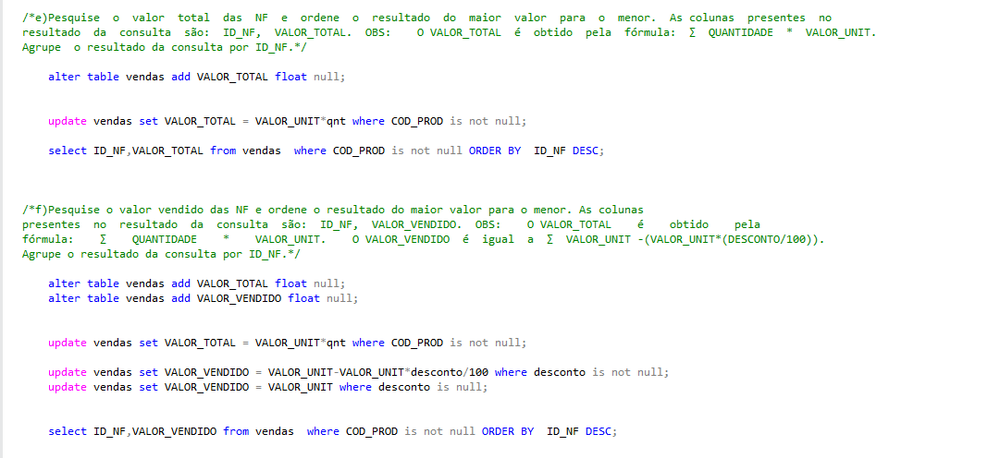 /*e)Pesquise o valor total das NF e ordene o resultado do maior valor para o menor. As colunas presentes no
resultado da consulta são: ID_NF, VALOR_TOTAL. OBS: O VALOR_TOTAL é obtido pela fórmula: ∑ QUANTIDADE * VALOR_UNIT.
Agrupe o resultado da consulta por ID_NF.*/
alter table vendas add VALOR_TOTAL float null;
update vendas set VALOR_TOTAL = VALOR_UNIT*qnt where COD_PROD is not null;
select ID_NF,VALOR_TOTAL from vendas where COD_PROD is not null ORDER BY ID_NF DESC;
/*f)Pesquise o valor vendido das NF e ordene o resultado do maior valor para o menor. As colunas
presentes no resultado da consulta são: ID_NF, VALOR_VENDIDO. OBS: O VALOR_TOTAL é obtido pela
fórmula: ∑ QUANTIDADE * VALOR_UNIT. O VALOR_VENDIDO é igual a ∑ VALOR_UNIT -(VALOR_UNIT*(DESCONTO/100)).
Agrupe o resultado da consulta por ID_NF.*/
alter table vendas add VALOR_TOTAL float null;
alter table vendas add VALOR_VENDIDO float null;
update vendas set VALOR_TOTAL = VALOR_UNIT*qnt where COD_PROD is not null;
update vendas set VALOR_VENDIDO = VALOR_UNIT-VALOR_UNIT*desconto/100 where desconto is not null;
update vendas set VALOR_VENDIDO = VALOR_UNIT where desconto is null;
select ID_NF,VALOR_VENDIDO from vendas where COD_PROD is not null ORDER BY ID_NF DESC;